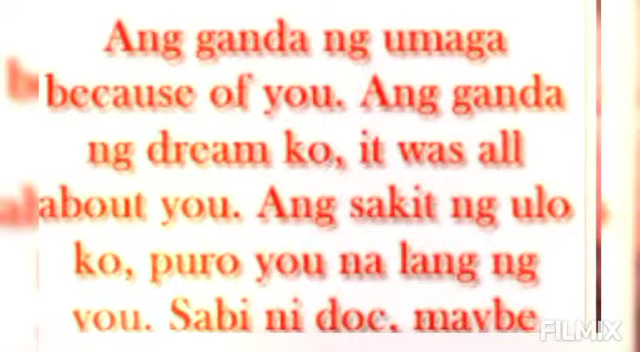 Ang ganda ng umaga
because of you. Ang ganda
ng dream ko, it was all
about you. Ang sakit ng ulo
ko, puro you na lang ng
you. Sabi ni doc, maybe
FILMIX